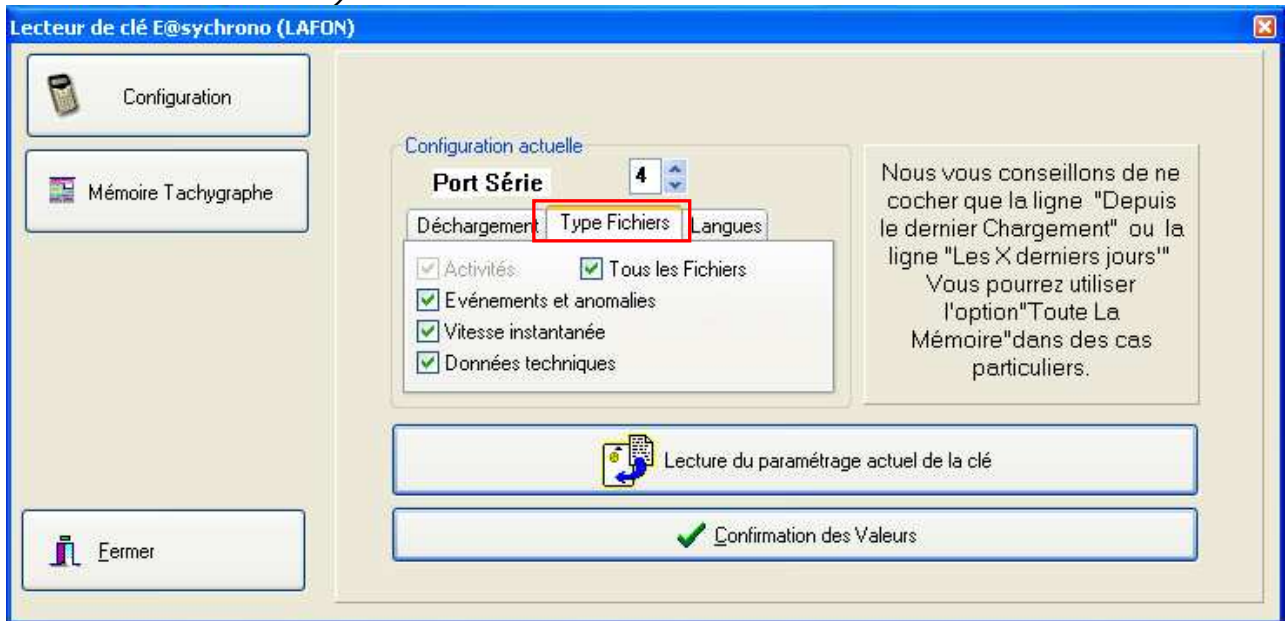 Lecteur de clé E@sychrono (LAFON)
Configuration
Mémoire Tachygraphe
Fermer
Configuration actuelle
Port Série 4
Déchargement Type Fichiers Langues
Activités Tous les Fichiers
Evénements et anomalies
Vitesse instantanée
Données techniques
Nous vous conseillons de ne
cocher que la ligne "Depuis
le dernier Chargement" ou la
ligne "Les X derniers jours'"
Vous pourrez utiliser
l'option"Toute La
Mémoire"dans des cas
particuliers.
Lecture du paramétrage actuel de la clé
Confirmation des Valeurs